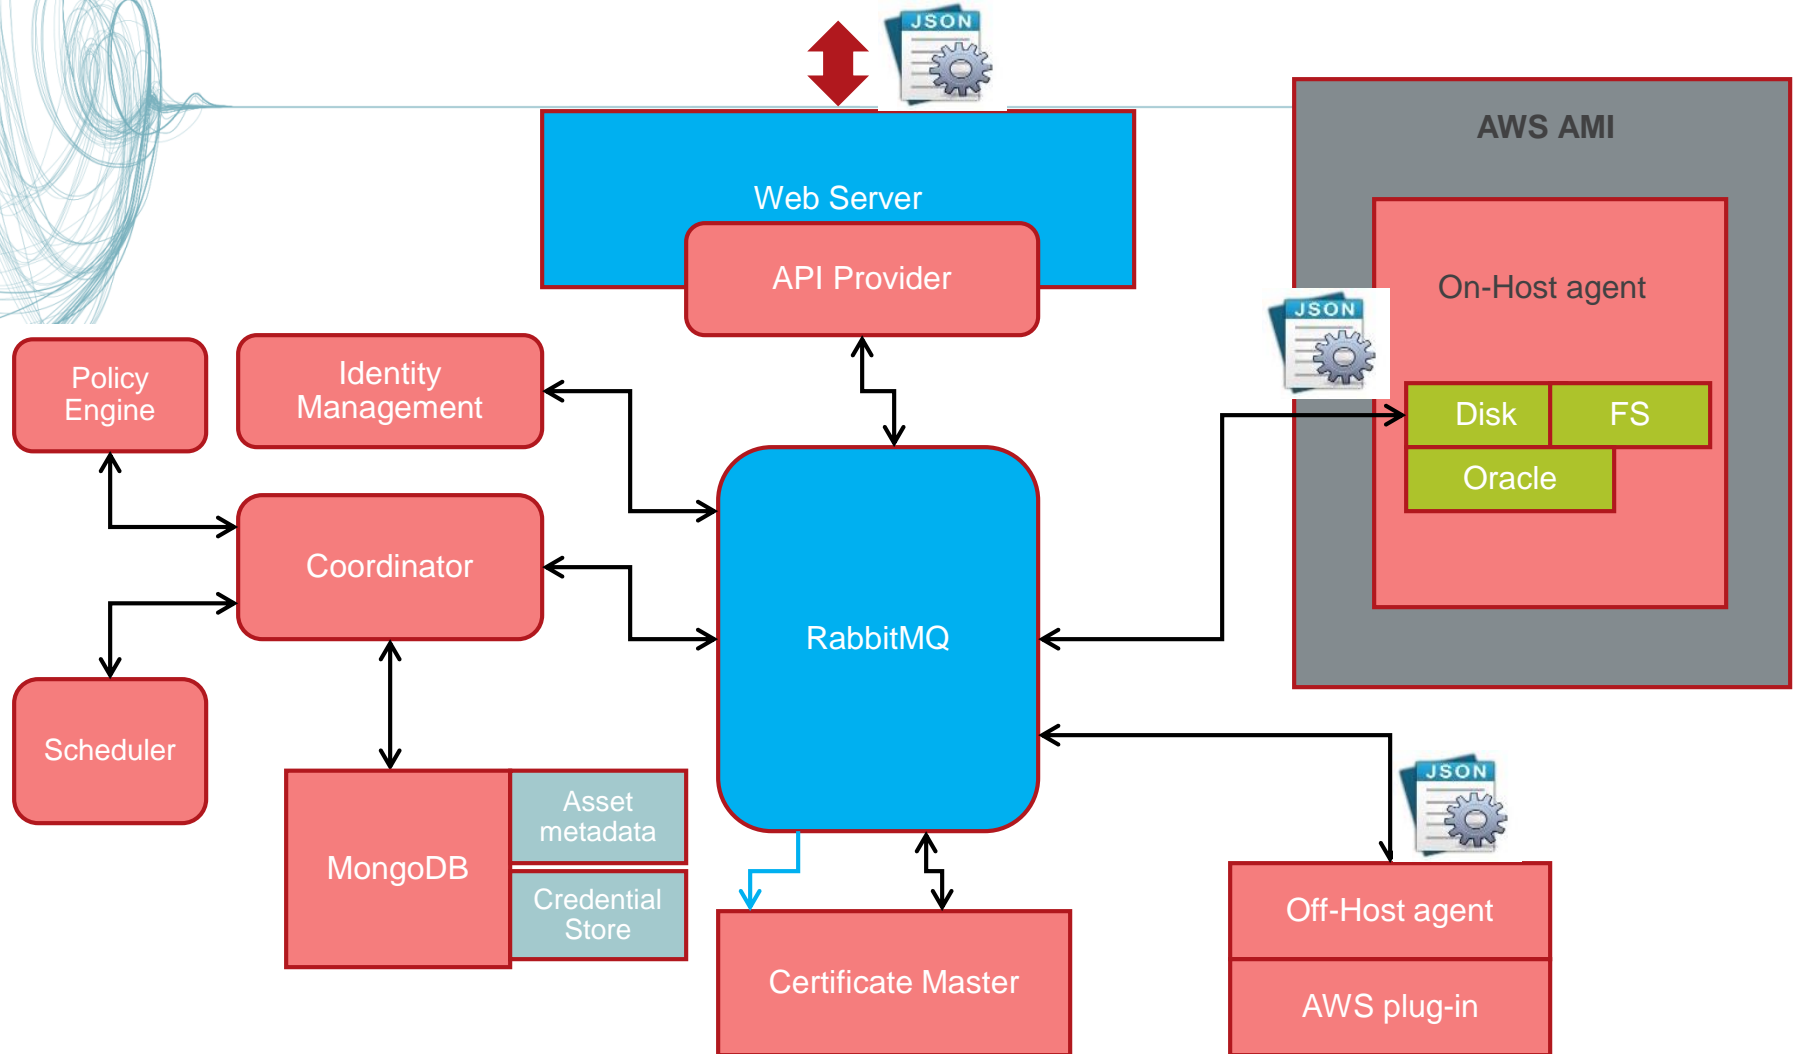 JSON
AWS AMI
Web Server
API Provider
On-Host agent
JSON
Policy
Engine
Identity
Management
Disk
FS
Oracle
Coordinator
RabbitMQ
Scheduler
JSON
Asset
metadata
MongoDB
Credential
Store
Off-Host agent
Certificate Master
AWS plug-in